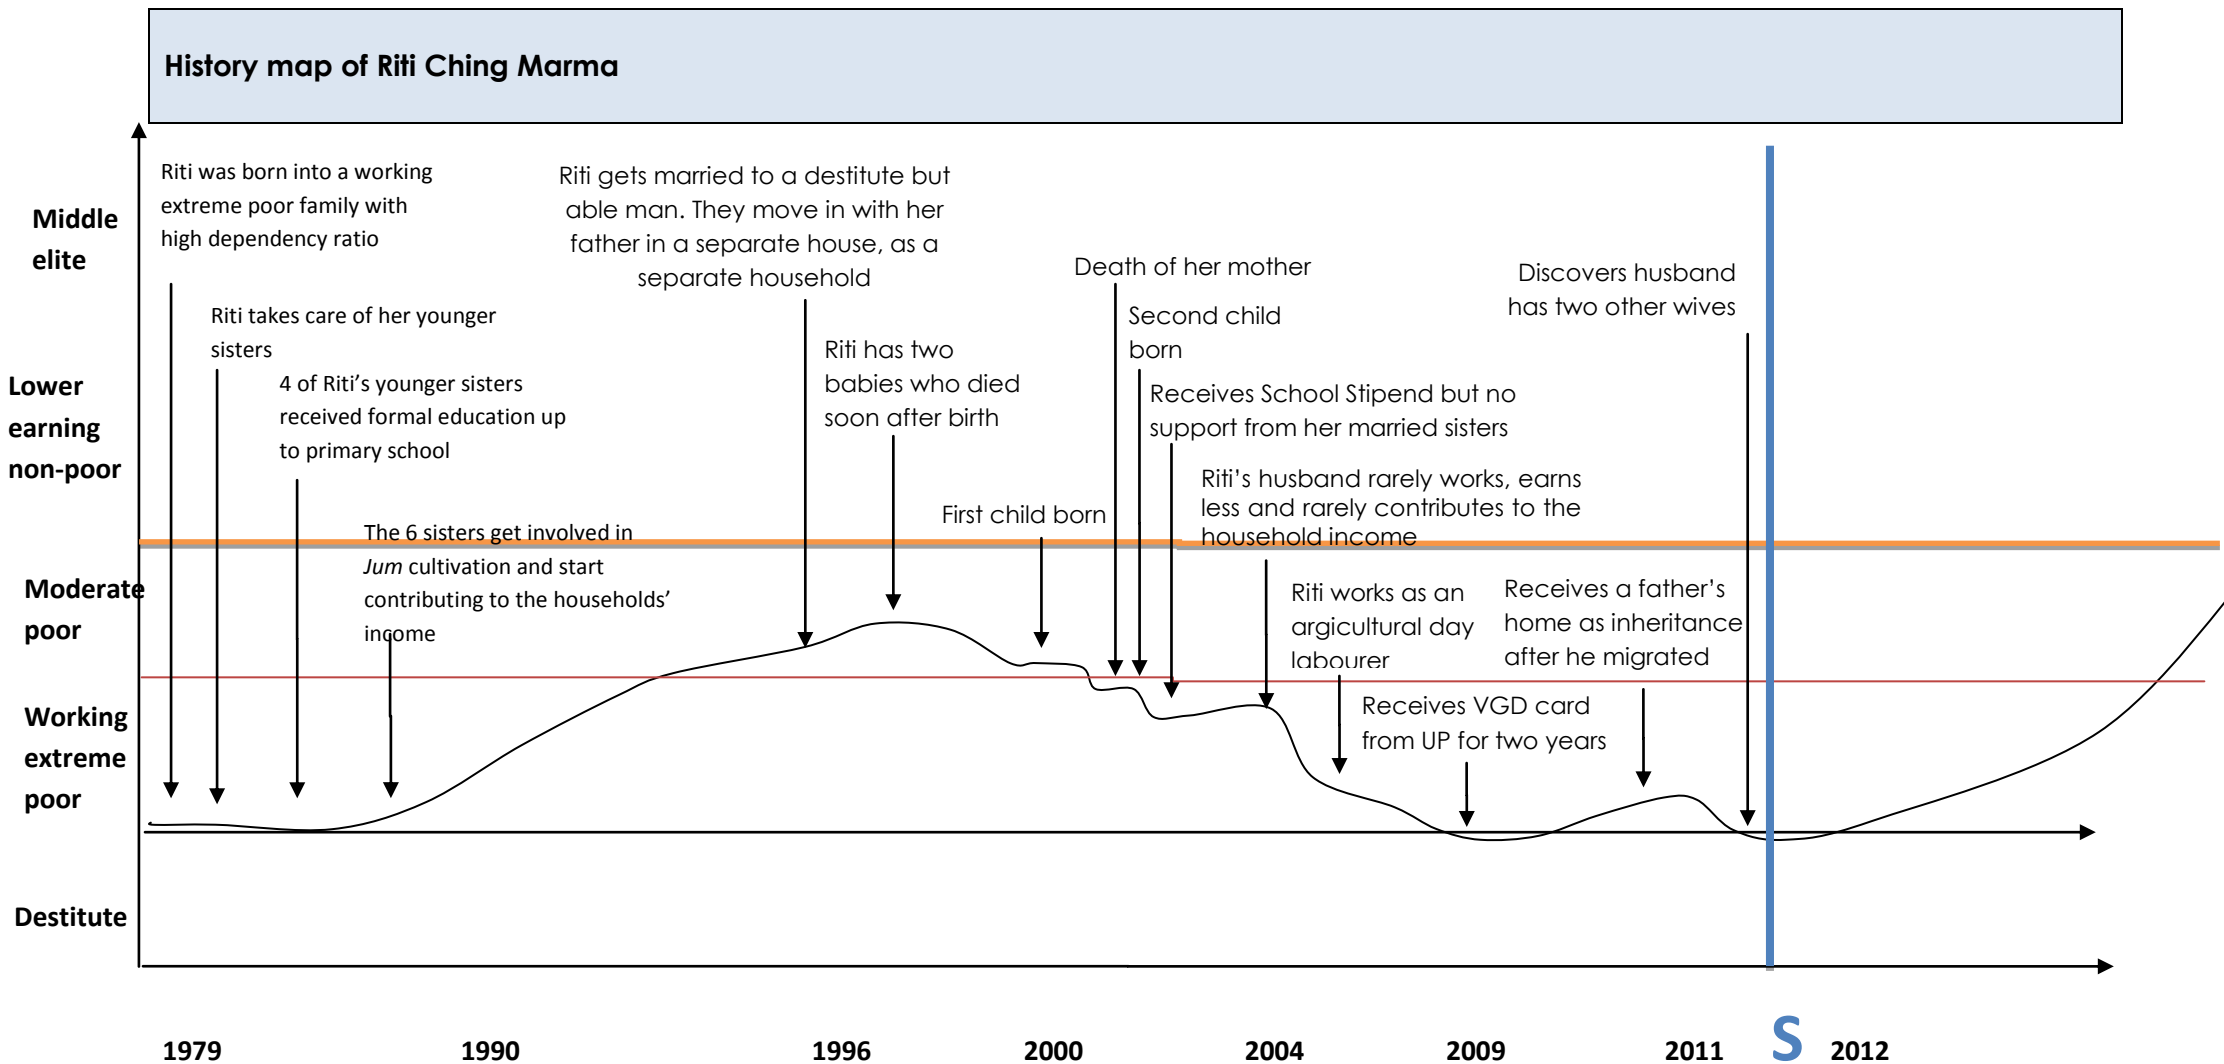 History map of Riti Ching Marma
Middle
elite
Lower
earning
non-poor
Moderate
poor
Working
extreme
poor
Destitute
Riti was born into a working
extreme poor family with
high dependency ratio
Riti takes care of her younger
sisters
4 of Riti's younger sisters
received formal education up
to primary school
The 6 sisters get involved in
Jum cultivation and start
contributing to the households'
income
Riti gets married to a destitute but
able man. They move in with her
father in a separate house, as a
separate household
Riti has two
babies who died
soon after birth
First child born
Death of her mother
Second child
born
Receives School Stipend but no
support from her married sisters
Riti's husband rarely works, earns
less and rarely contributes to the
household income
Riti works as an
argicultural day
labourer
Receives VGD card
from UP for two years
Receives a father's
home as inheritance
after he migrated
Discovers husband
has two other wives
1979 1990 1996 2000 2004 2009 2011 S 2012